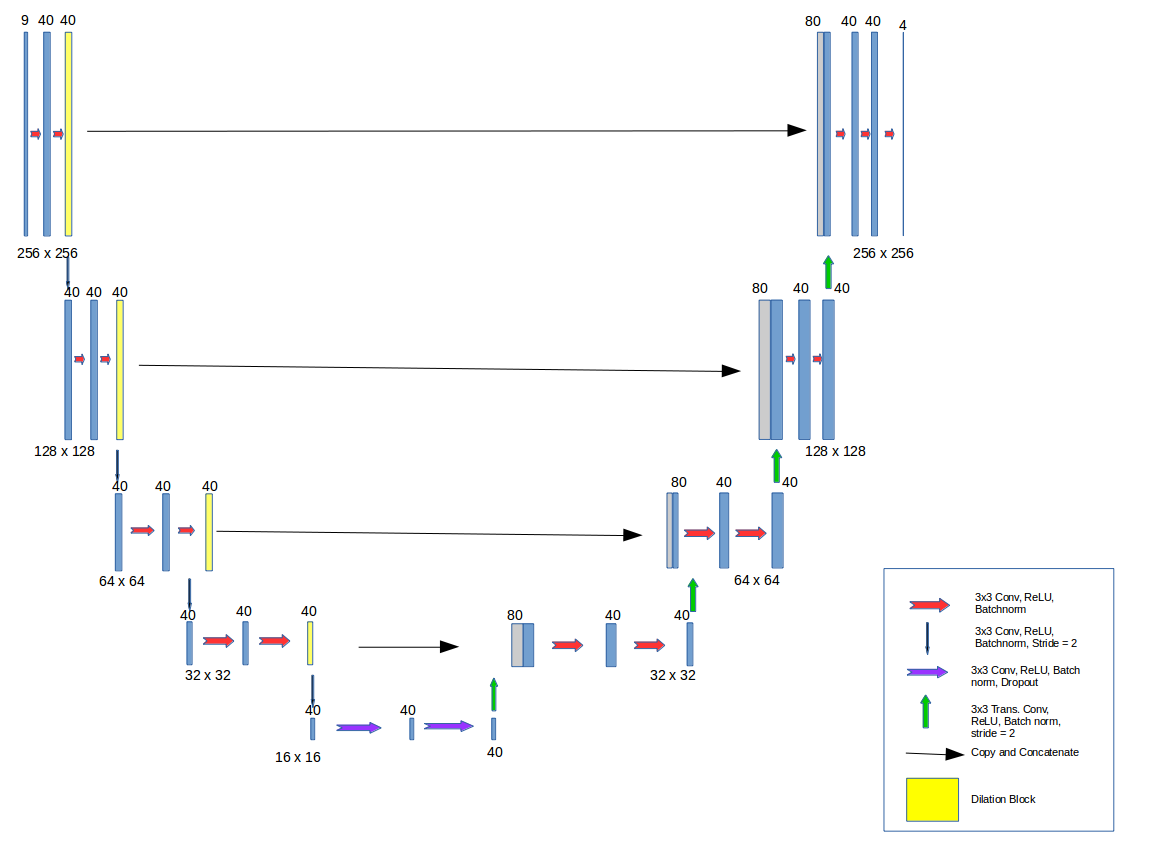 9 40 40
80 40 40 4
256 x 256
256 x 256
40 40 40
80 40 40
128 x 128
128 x 128
40 40 40
80 40 40
64 x 64
64 x 64
40 40 40
80 40 40
32 x 32
32 x 32
40 40
16 x 16
40
3x3 Conv, ReLU,
Batchnorm
3x3 Conv, ReLU,
Batchnorm, Stride = 2
3x3 Conv, ReLU, Batch
norm, Dropout
3x3 Trans. Conv,
ReLU, Batch norm,
stride = 2
Copy and Concatenate
Dilation Block